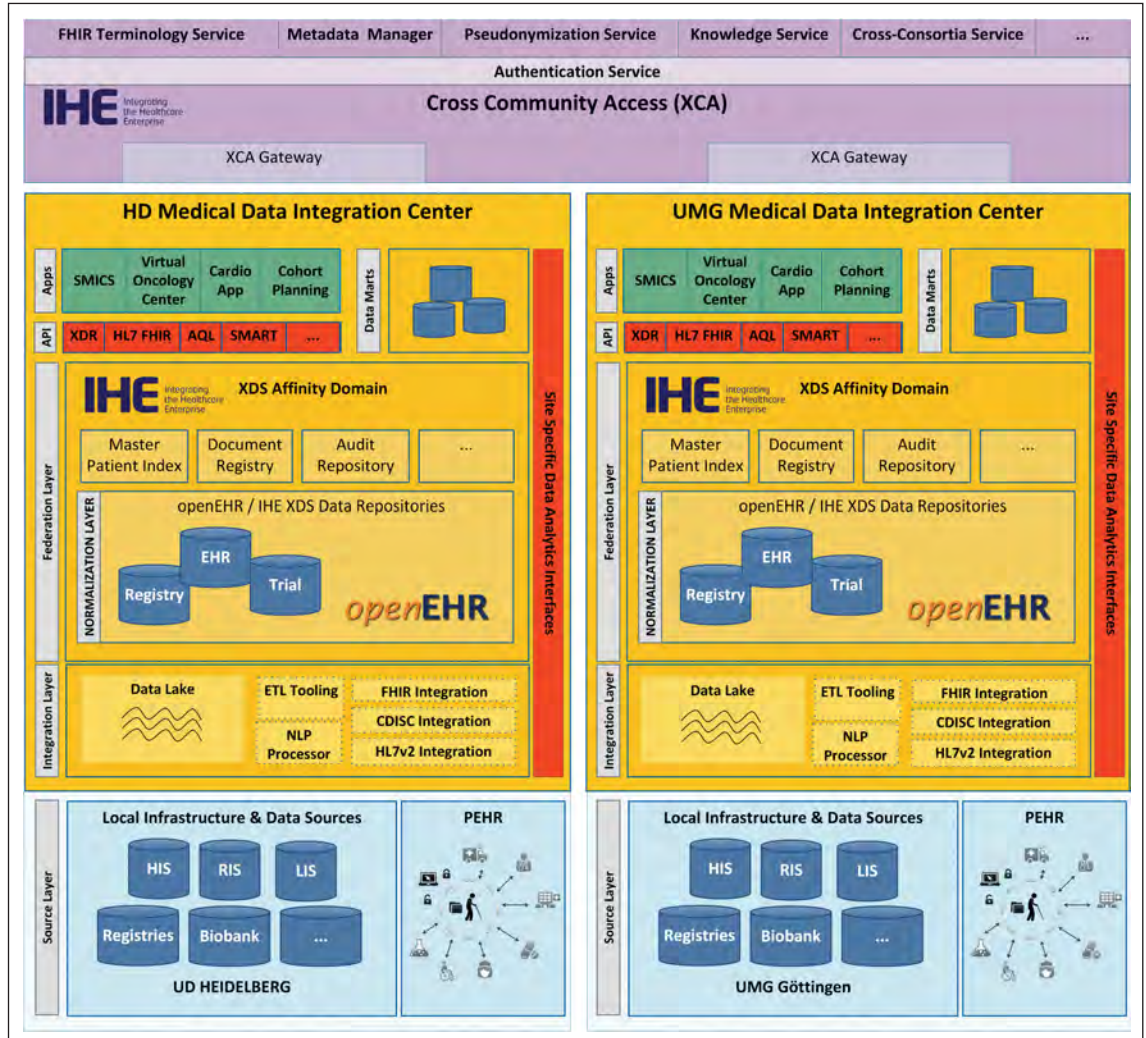 FHIR Terminology Service Metadata Manager Pseudonymization Service Knowledge Service Cross-Consortia Service ...
Authentication Service
IHE Integrating
the Healthcare
Enterprise
Cross Community Access (XCA)
XCA Gateway XCA Gateway
HD Medical Data Integration Center
Apps
SMICS
Virtual
Oncology
Center
Cardio
App
Cohort
Planning
API
XDR HL7 FHIR AQL SMART ...
Data Marts
Site Specific Data Analytics Interfaces
Federation Layer
IHE Integrating
the Healthcare
Enterprise
XDS Affinity Domain
Master
Patient Index
Document
Registry
Audit
Repository
...
NORMALIZATION LAYER
openEHR / IHE XDS Data Repositories
EHR
Registry
Trial
openEHR
Integration Layer
Data Lake
ETL Tooling
NLP
Processor
FHIR Integration
CDISC Integration
HL7v2 Integration
Source Layer
Local Infrastructure & Data Sources
HIS RIS LIS
Registries Biobank ...
UD HEIDELBERG
PEHR
UMG Medical Data Integration Center
Apps
SMICS
Virtual
Oncology
Center
Cardio
App
Cohort
Planning
API
XDR HL7 FHIR AQL SMART ...
Data Marts
Site Specific Data Analytics Interfaces
Federation Layer
IHE Integrating
the Healthcare
Enterprise
XDS Affinity Domain
Master
Patient Index
Document
Registry
Audit
Repository
...
NORMALIZATION LAYER
openEHR / IHE XDS Data Repositories
EHR
Registry
Trial
openEHR
Integration Layer
Data Lake
ETL Tooling
NLP
Processor
FHIR Integration
CDISC Integration
HL7v2 Integration
Source Layer
Local Infrastructure & Data Sources
HIS RIS LIS
Registries Biobank ...
UMG Göttingen
PEHR